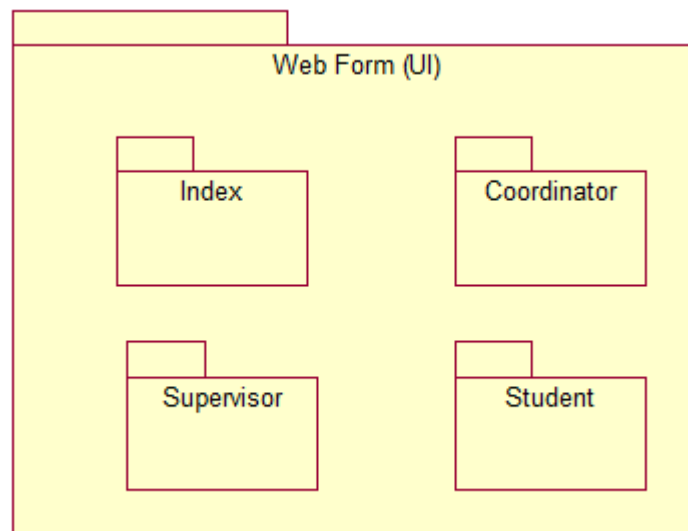 Web Form (UI)
Index
Coordinator
Supervisor
Student